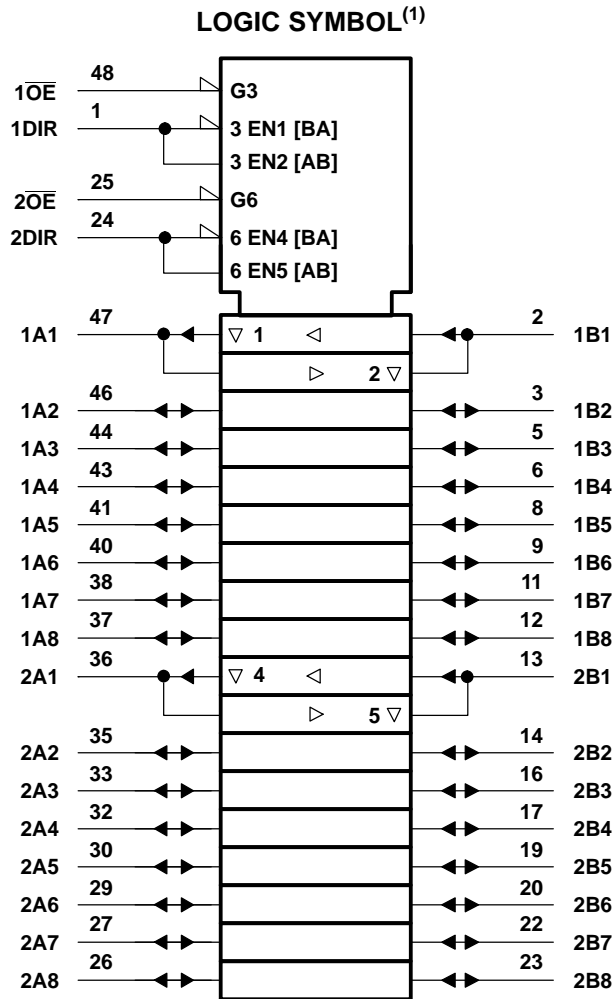 LOGIC SYMBOL(1)
1OE 48 G3
1DIR 1 3 EN1 [BA]
3 EN2 [AB]
2OE 25 G6
2DIR 24 6 EN4 [BA]
6 EN5 [AB]
1A1 47 1 2 1B1
2
1A2 46 3 1B2
1A3 44 5 1B3
1A4 43 6 1B4
1A5 41 8 1B5
1A6 40 9 1B6
1A7 38 11 1B7
1A8 37 12 1B8
2A1 36 4 13 2B1
5
2A2 35 14 2B2
2A3 33 16 2B3
2A4 32 17 2B4
2A5 30 19 2B5
2A6 29 20 2B6
2A7 27 22 2B7
2A8 26 23 2B8